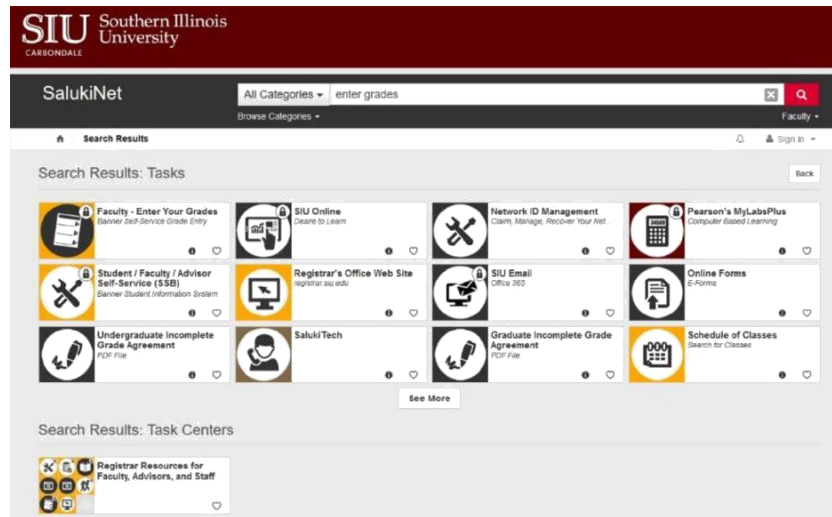 SIU Southern Illinois
University
CARBONDALE
SalukiNet
All Categories
enter grades
Browse Categories
Faculty
Search Results
Sign In
Search Results: Tasks
Back
Faculty - Enter Your Grades
Banner Self-Service Grade Entry
SIU Online
Desire to Learn
Network ID Management
Claim, Manage, Recover Your Net...
Pearson's MyLabsPlus
Computer Based Learning
Student / Faculty / Advisor
Self-Service (SSB)
Banner Student Information System
Registrar's Office Web Site
registrar.siu.edu
SIU Email
Office 365
Online Forms
E-Forms
Undergraduate Incomplete
Grade Agreement
PDF File
SalukiTech
Graduate Incomplete Grade
Agreement
PDF File
Schedule of Classes
Search for Classes
See More
Search Results: Task Centers
Registrar Resources for
Faculty, Advisors, and Staff